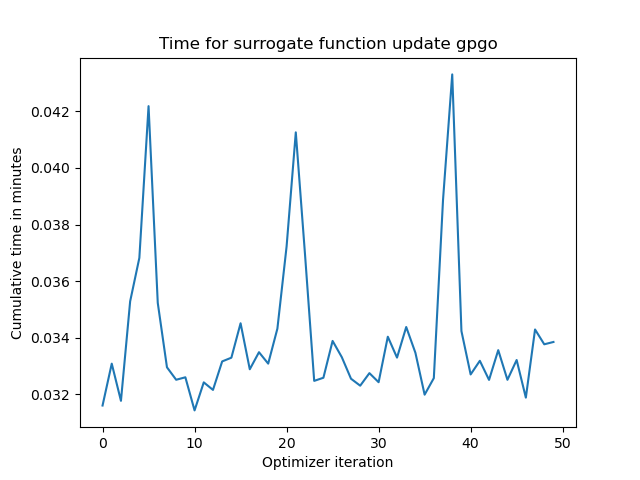 Time for surrogate function update gpgo
0.042
0.040
0.038
0.036
0.034
0.032
Cumulative time in minutes
0 10 20 30 40 50
Optimizer iteration